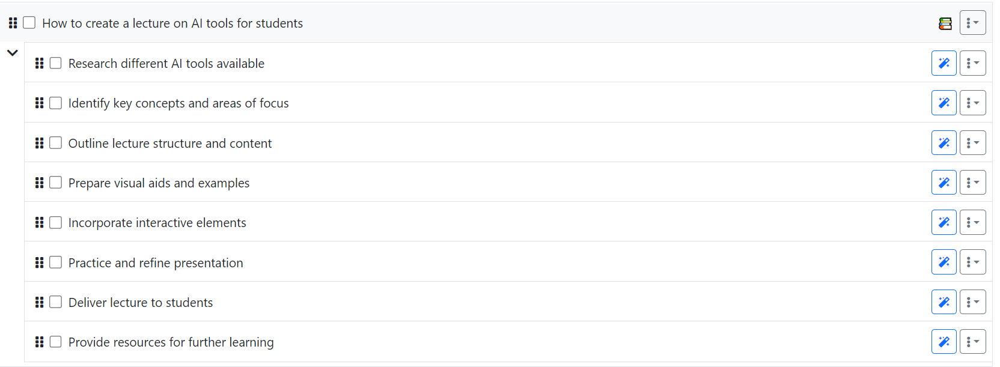 How to create a lecture on AI tools for students
Research different AI tools available
Identify key concepts and areas of focus
Outline lecture structure and content
Prepare visual aids and examples
Incorporate interactive elements
Practice and refine presentation
Deliver lecture to students
Provide resources for further learning